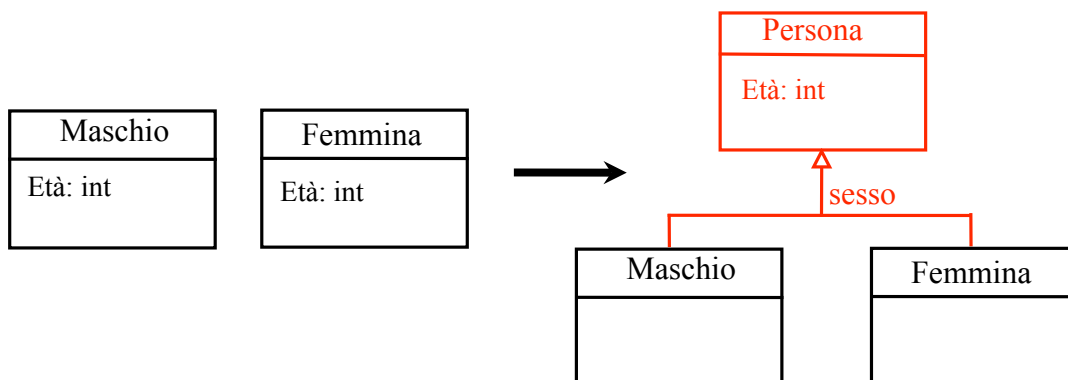 Maschio
Età: int
Femmina
Età: int
Persona
Età: int
sesso
Maschio
Femmina